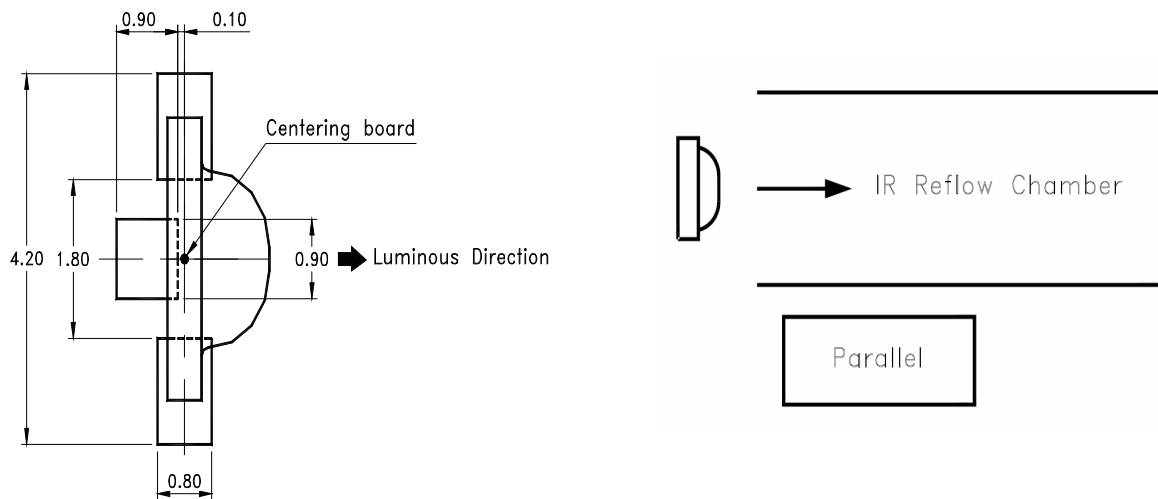 0.90
0.10
Centering board
4.20
1.80
0.90
Luminous Direction
0.80
IR Reflow Chamber
Parallel